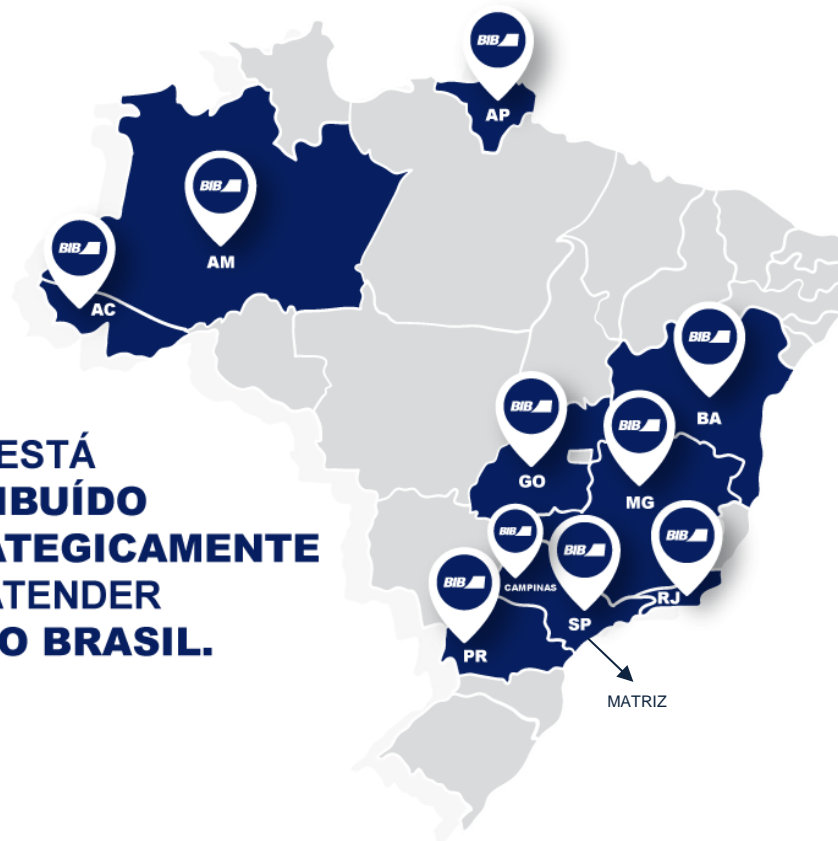 BIB
AP
BIB
AM
BIB
AC
BIB
BA
BIB
GO
BIB
MG
BIB
CAMPINAS
BIB
SP
BIB
RJ
BIB
PR
MATRIZ
ESTÁ
IBUÍDO
ATEGICAMENTE
ATENDER
O BRASIL.